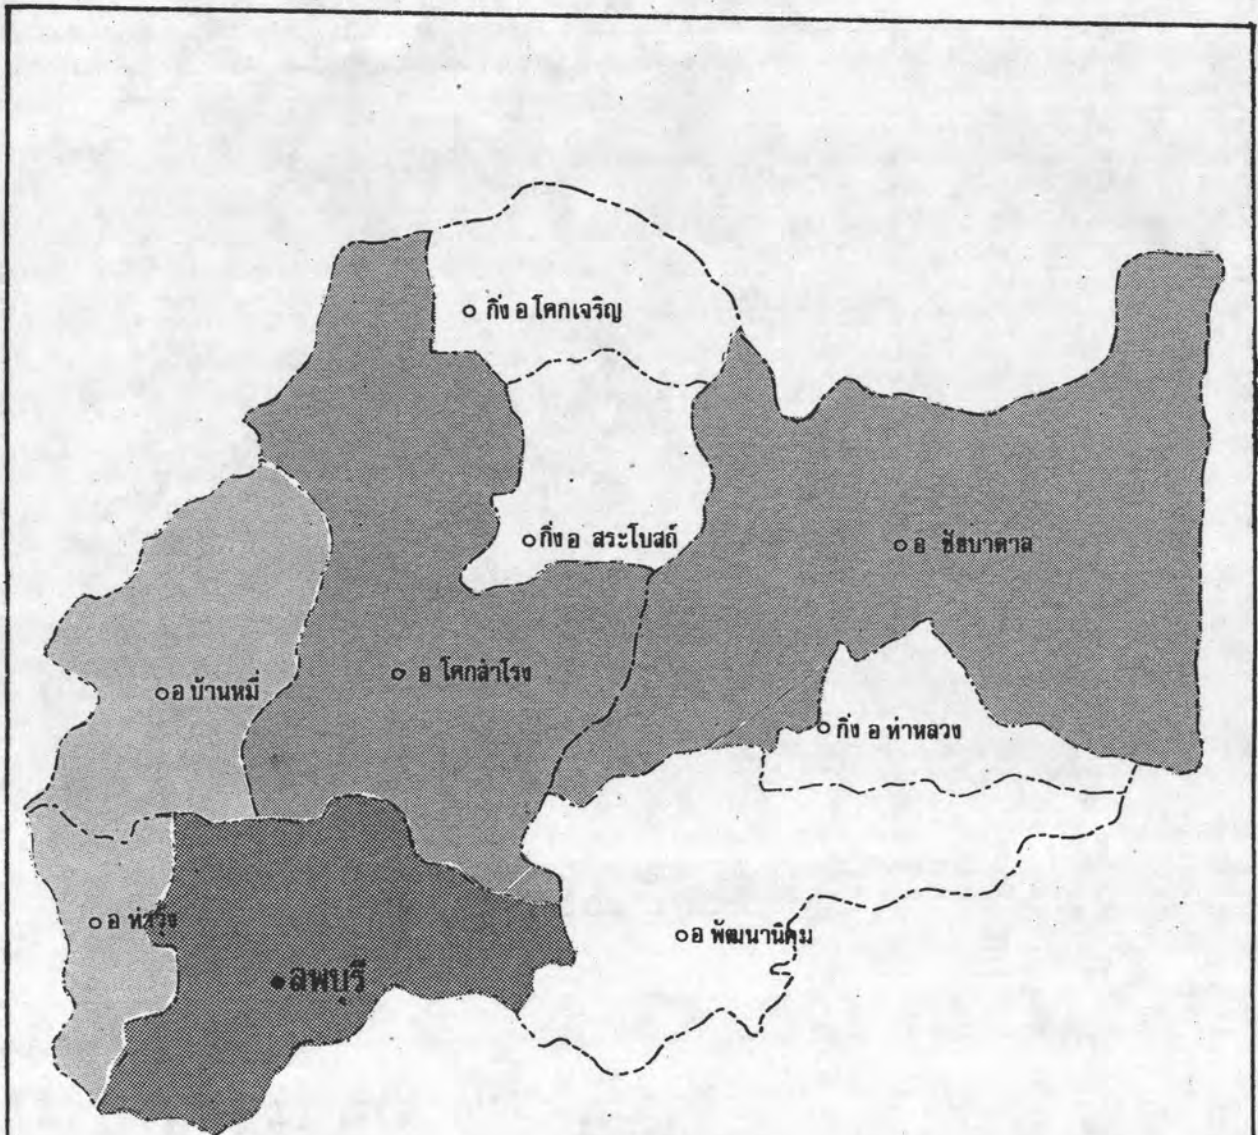 กิ่ง อ โคกเจริญ
กิ่ง อ สระโบสถ์
อ ชัยบาดาล
อ โคกสำโรง
อ บ้านหมี่
กิ่ง อ ท่าหลวง
อ ท่าวุ้ง
อ พัฒนานิคม
ลพบุรี